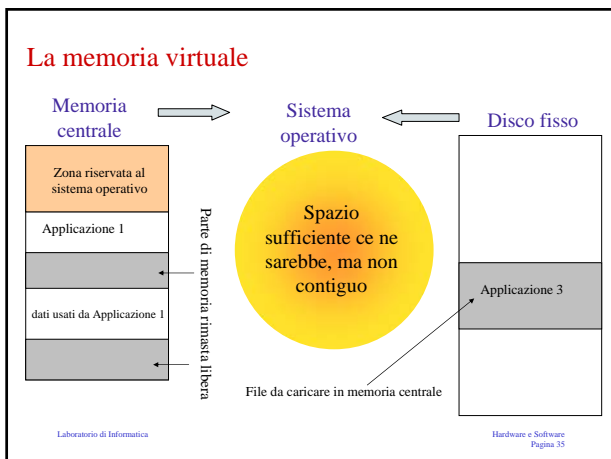 La memoria virtuale
Memoria
centrale
Sistema
operativo
Disco fisso
Zona riservata al
sistema operativo
Applicazione 1
dati usati da Applicazione 1
Parte di memoria rimasta libera
Spazio
sufficiente ce ne
sarebbe, ma non
contiguo
Applicazione 3
File da caricare in memoria centrale
Laboratorio di Informatica
Hardware e Software
Pagina 35